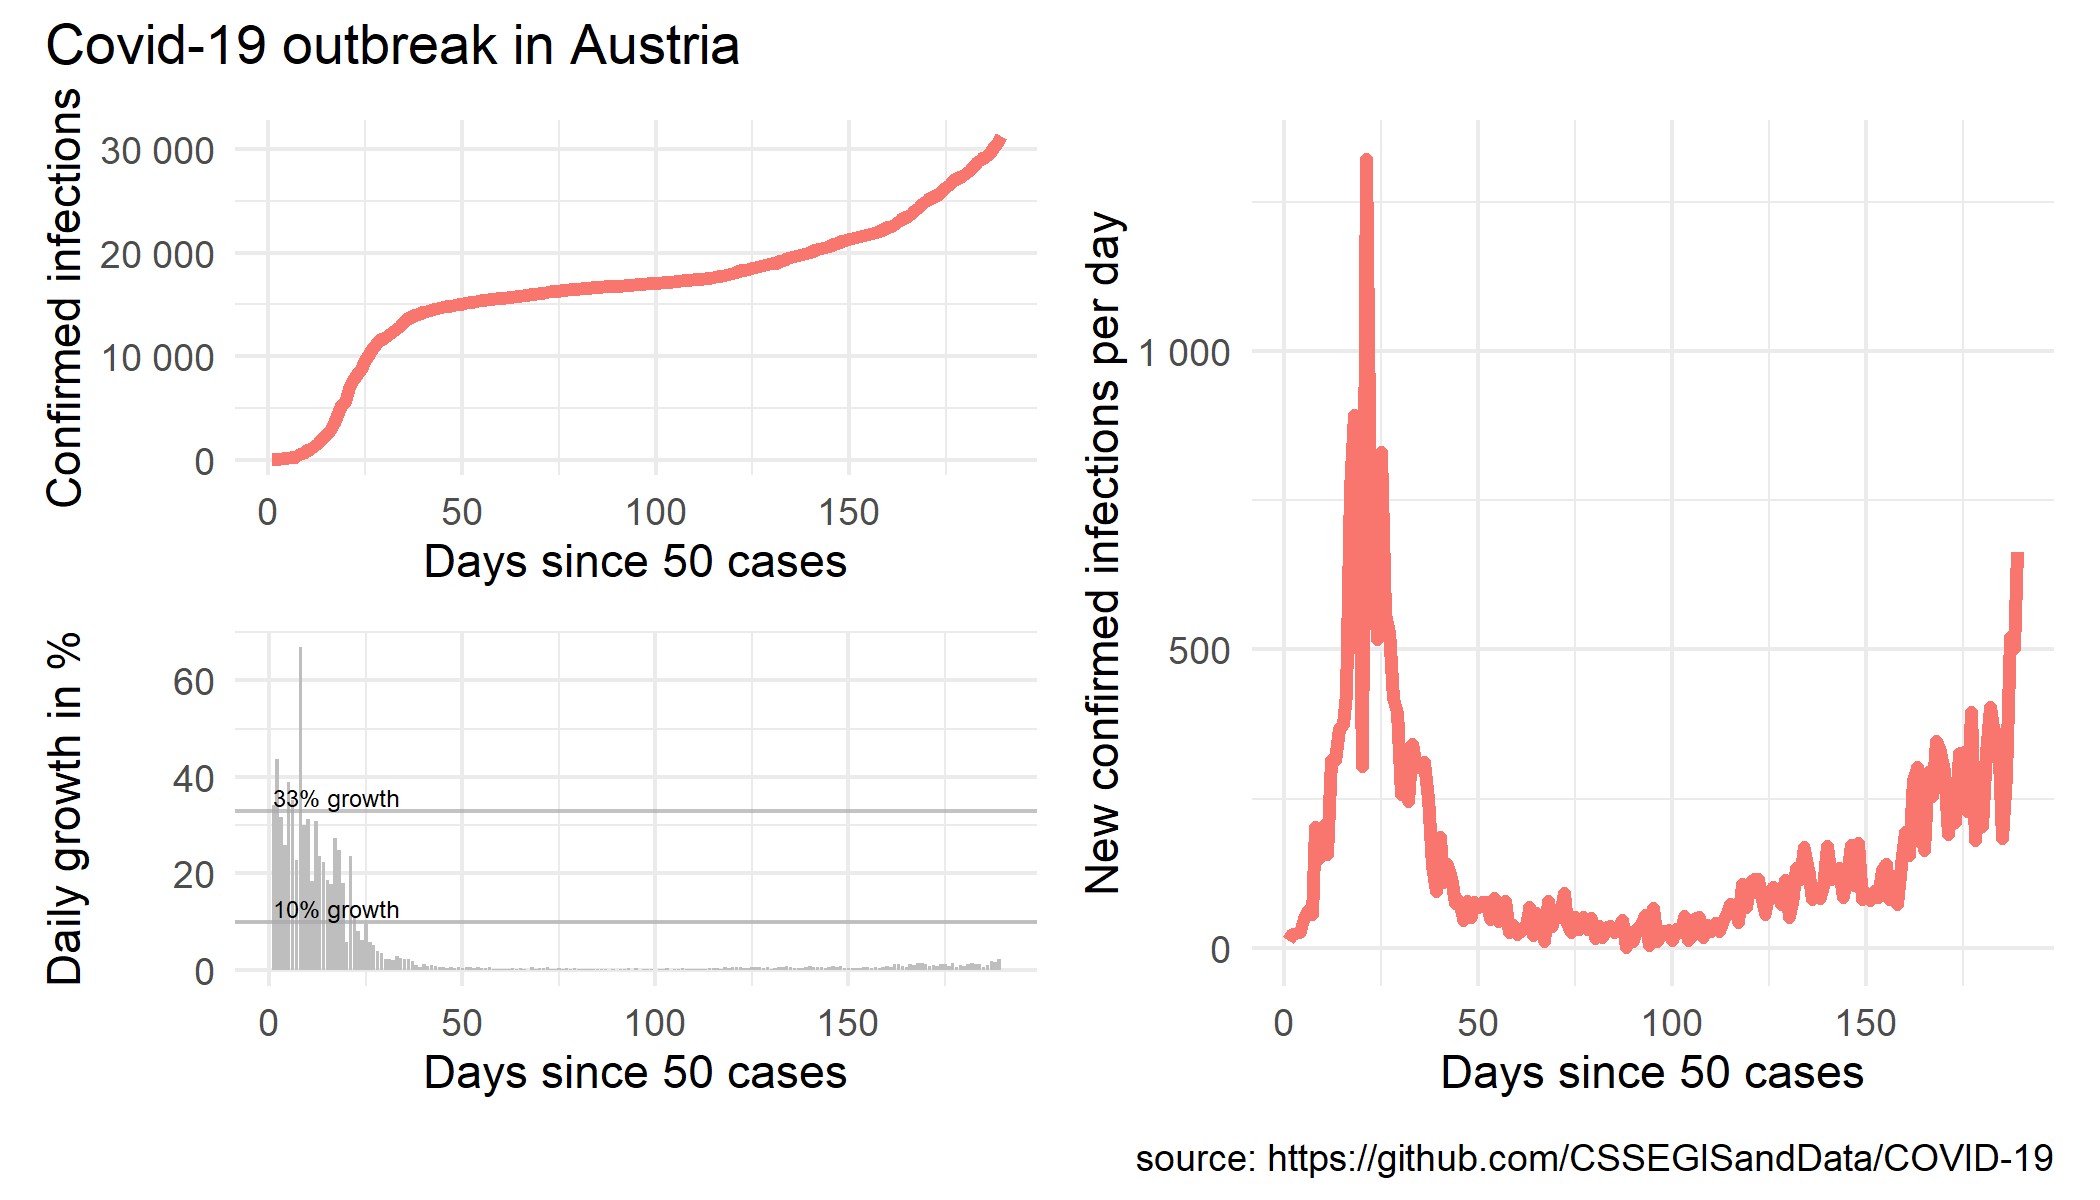 Covid-19 outbreak in Austria
Confirmed infections
30 000
20 000
10 000
0
0 50 100 150
Days since 50 cases
Daily growth in %
60
40
20
0
33% growth
10% growth
0 50 100 150
Days since 50 cases
New confirmed infections per day
1 000
500
0
0 50 100 150
Days since 50 cases
source: https://github.com/CSSEGISandData/COVID-19